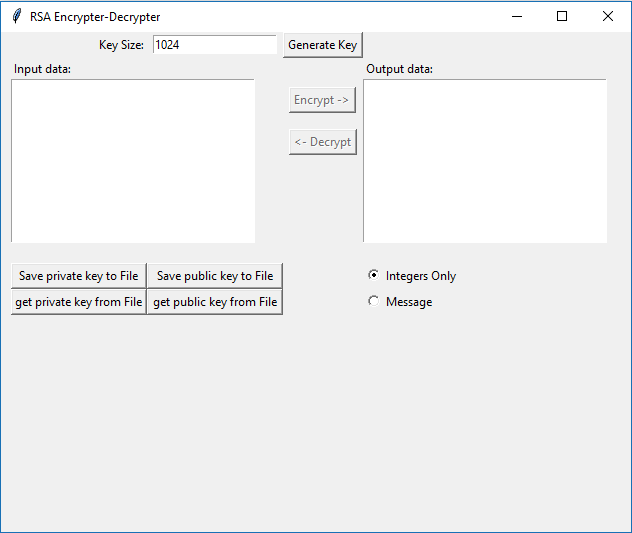 RSA Encrypter-Decrypter
Key Size: 1024 Generate Key
Input data: Output data:
Encrypt ->
<- Decrypt
Save private key to File Save public key to File Integers Only
get private key from File get public key from File Message